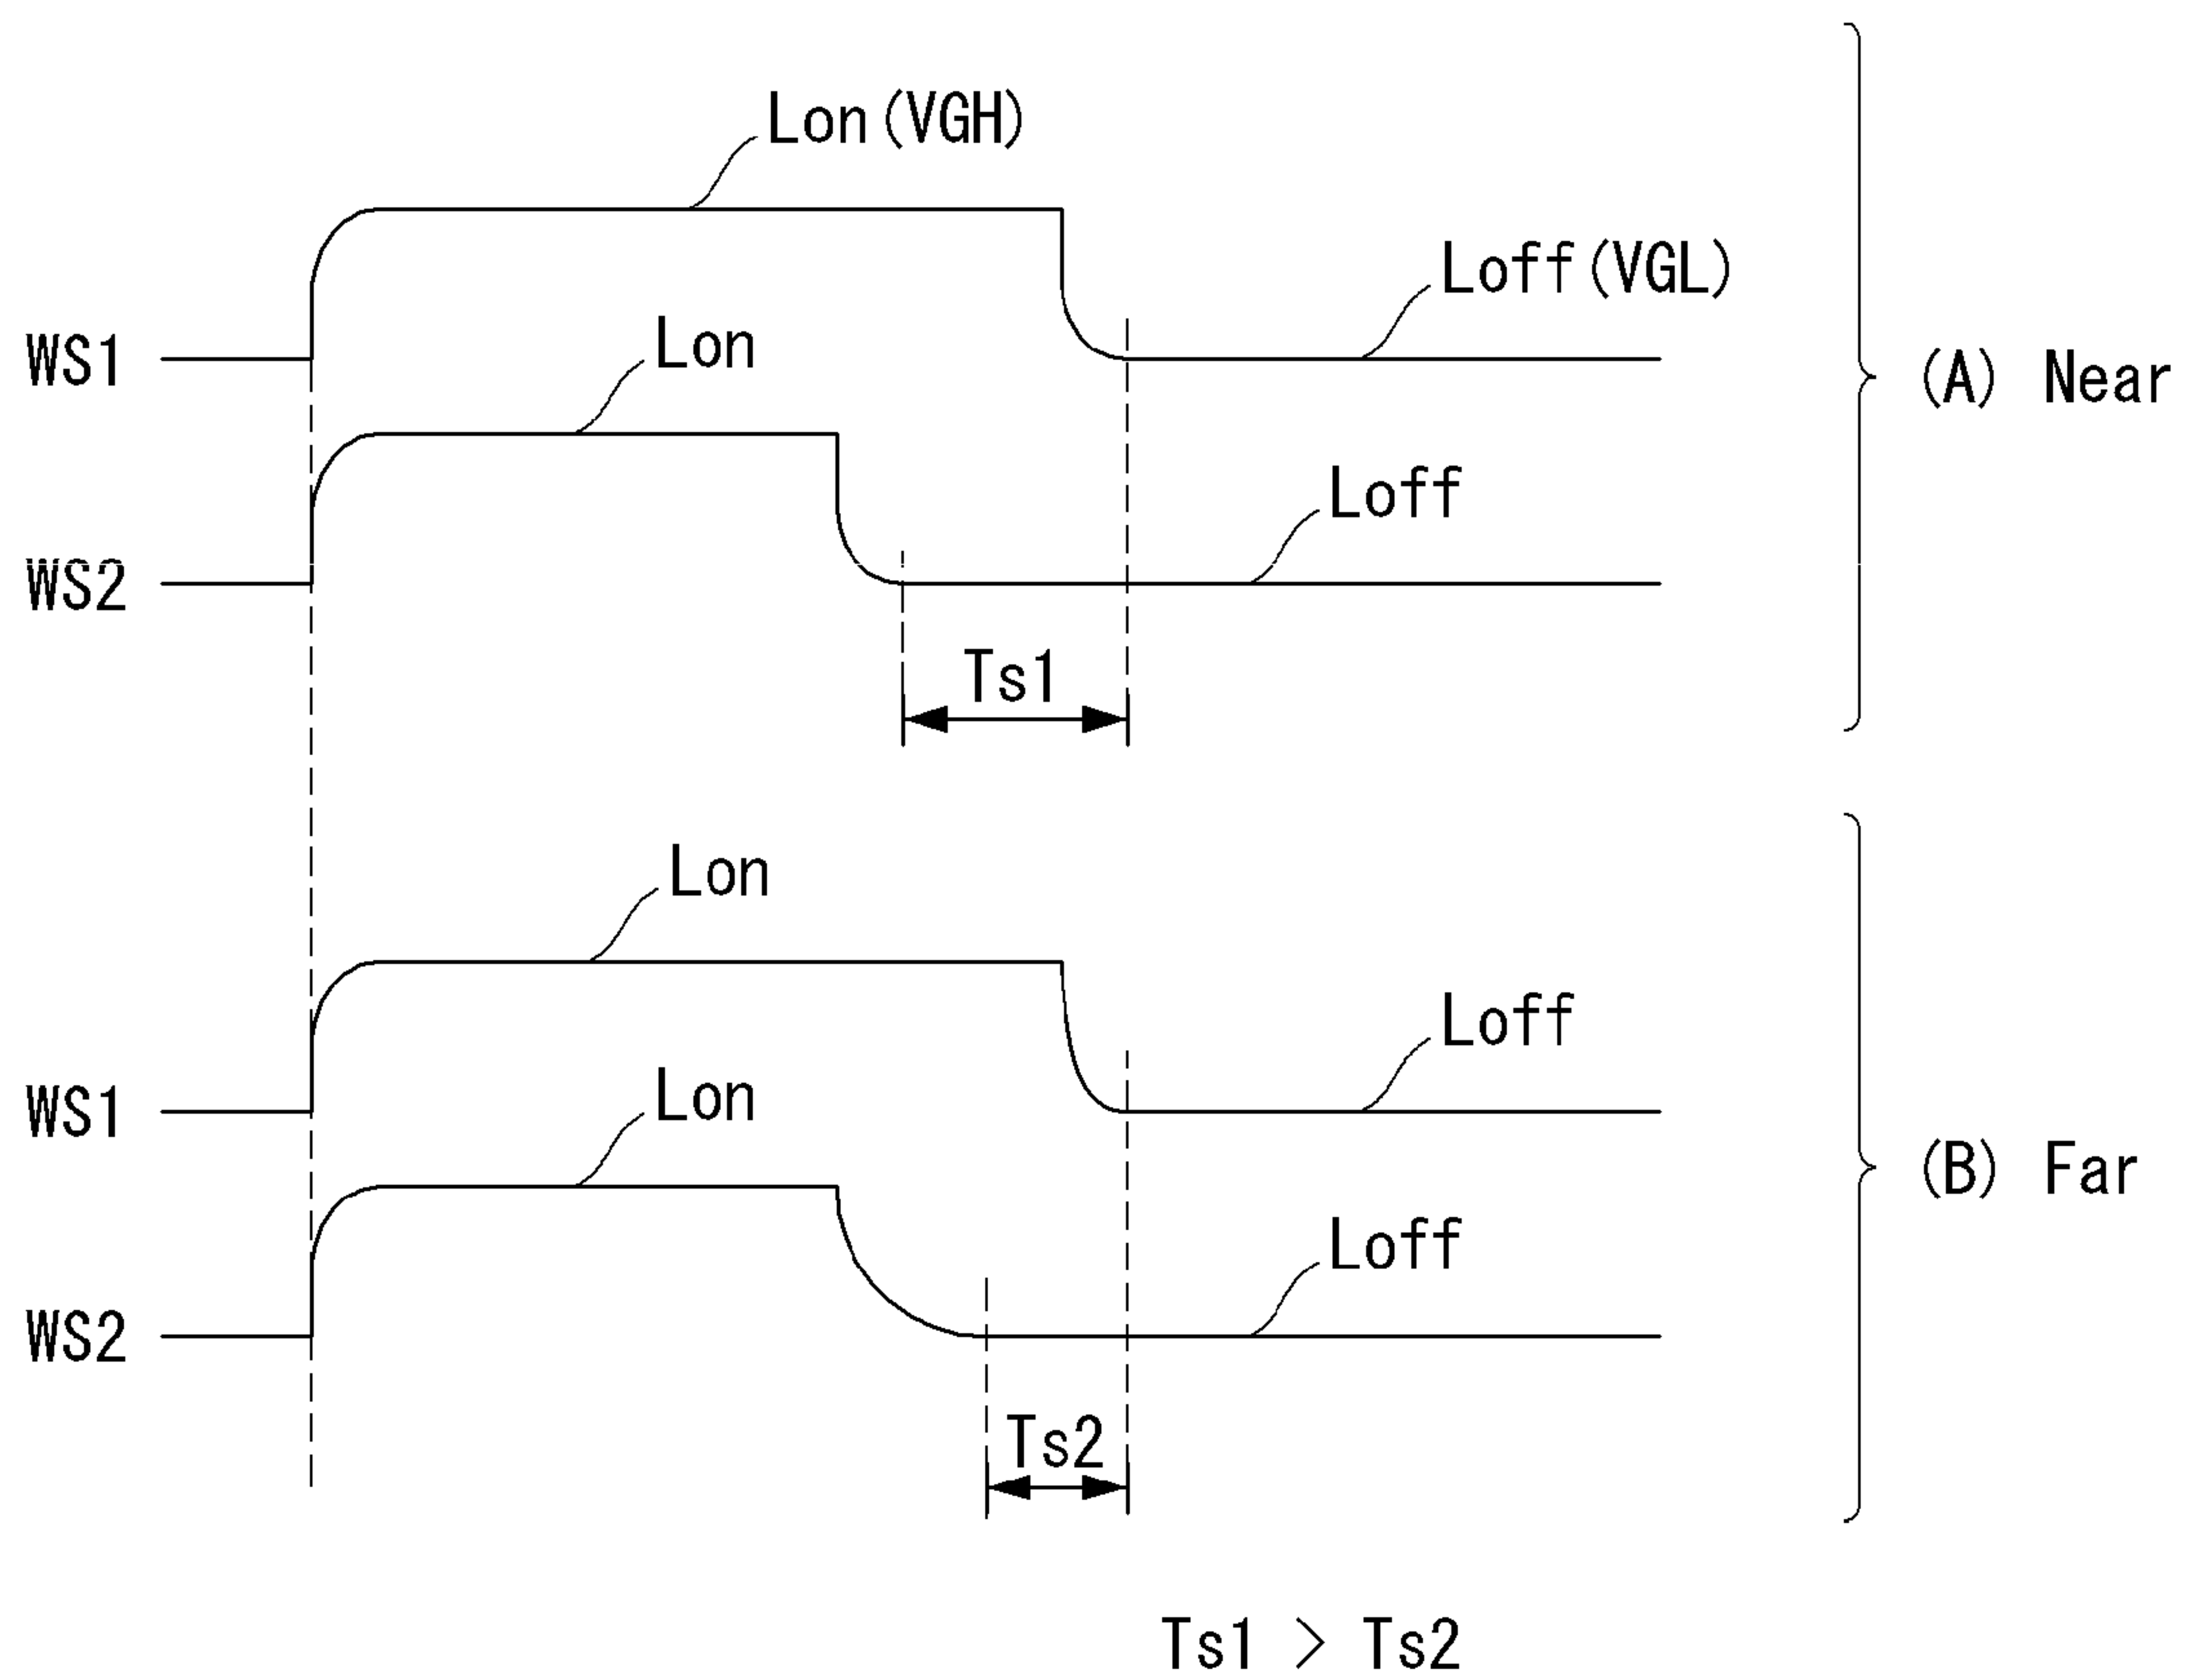 Lon(VGH)
Loff(VGL)
WS1
Lon
(A) Near
Loff
WS2
Ts1
Lon
Loff
WS1
Lon
(B) Far
Loff
WS2
Ts2
Ts1 > Ts2